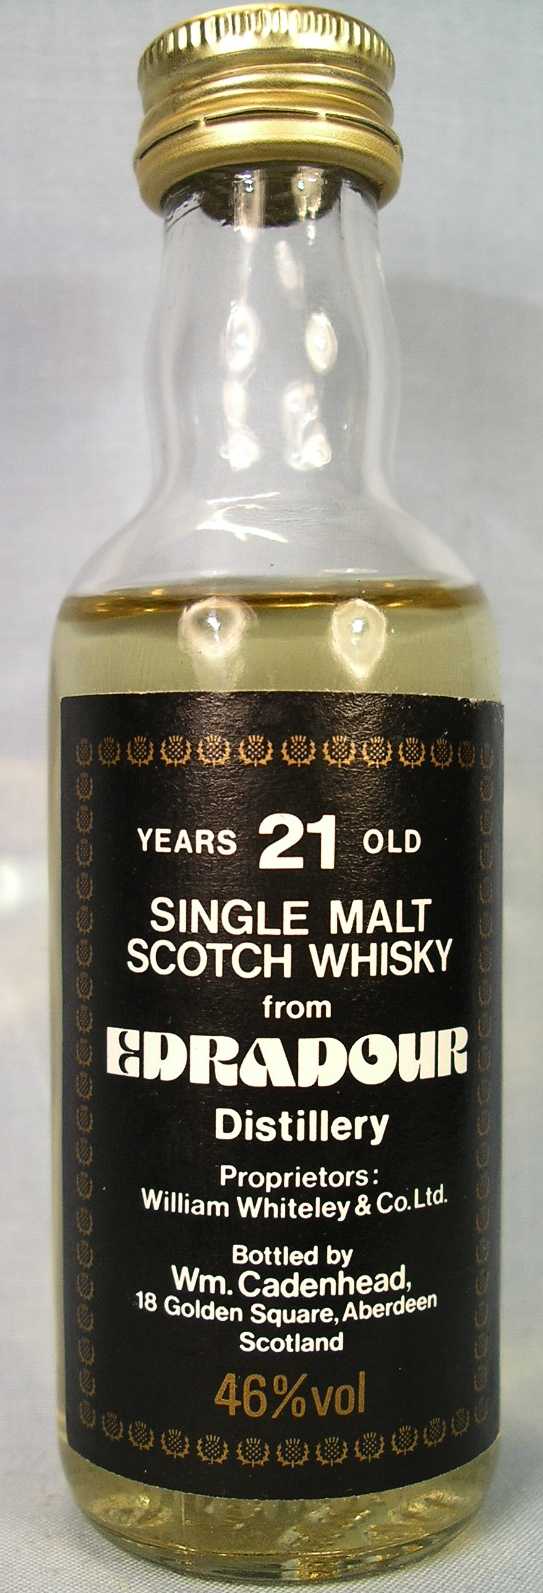 YEARS 21 OLD
SINGLE MALT
SCOTCH WHISKY
from
EDRADOUR
Distillery
Proprietors:
William Whiteley & Co. Ltd.
Bottled by
Wm. Cadenhead,
18 Golden Square, Aberdeen
Scotland
46% vol